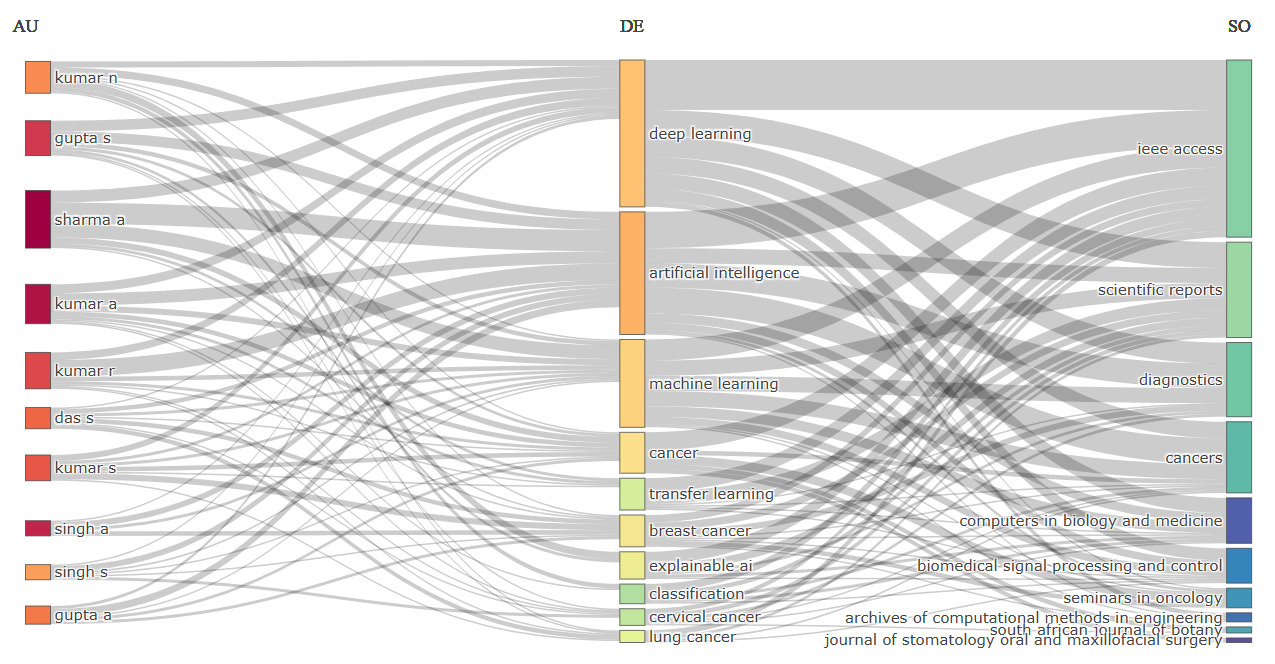 AU DE SO
kumar n
gupta s
sharma a
kumar a
kumar r
das s
kumar s
singh a
singh s
gupta a
deep learning
artificial intelligence
machine learning
cancer
transfer learning
breast cancer
explainable ai
classification
cervical cancer
lung cancer
ieee access
scientific reports
diagnostics
cancers
computers in biology and medicine
biomedical signal processing and control
seminars in oncology
archives of computational methods in engineering
south african journal of botany
journal of stomatology oral and maxillofacial surgery